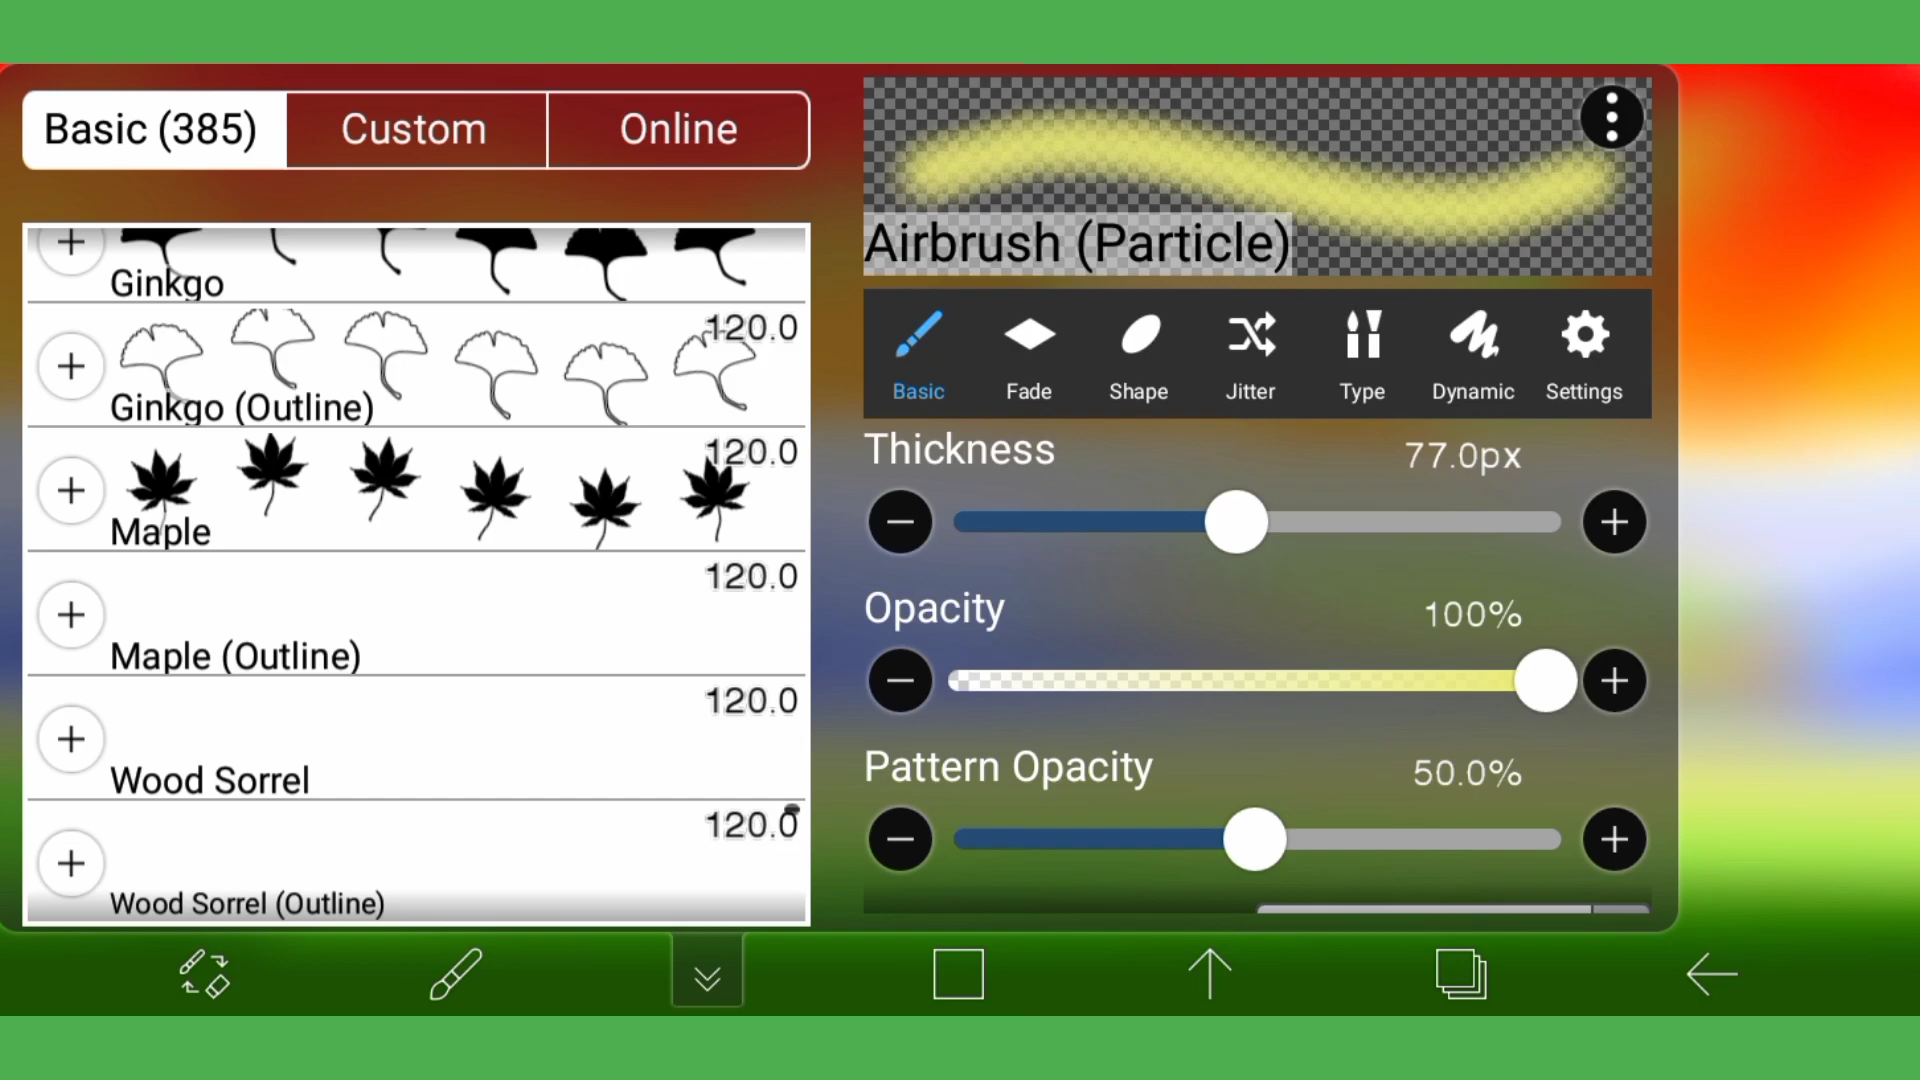 Basic (385)
Custom
Online
Ginkgo
120.0
Ginkgo (Outline)
120.0
Maple
120.0
Maple (Outline)
120.0
Wood Sorrel
120.0
Wood Sorrel (Outline)
Airbrush (Particle)
Basic
Fade
Shape
Jitter
Type
Dynamic
Settings
Thickness
77.0px
Opacity
100%
Pattern Opacity
50.0%